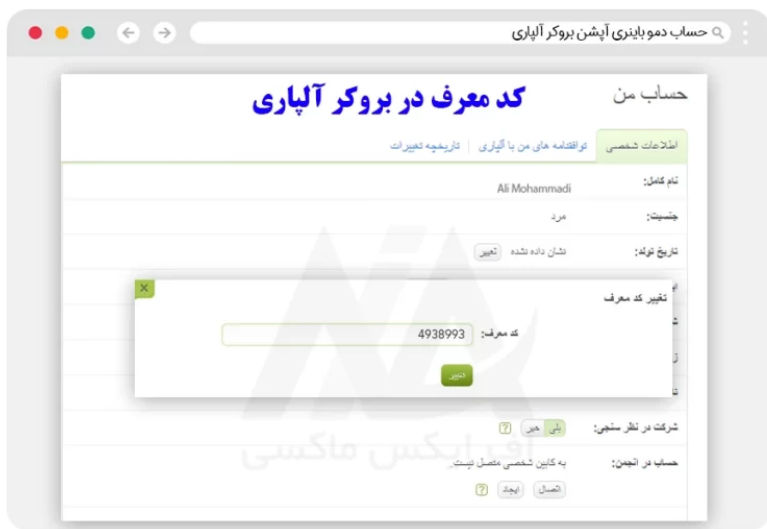 حساب دمو باینری آپشن بروکر آلپاری
حساب من
کد معرف در بروکر آلپاری
اطلاعات شخصی توافقنامه های من با آلپاری | تاریخچه تغییرات
نام کامل: Ali Mohammadi
جنسیت: مرد
تاریخ تولد: نشان داده نشده تغییر
تغییر کد معرف
کد معرف: 4938993
تغییر
شرکت در نظر سنجی: بلی خیر ?
اف ایکس ماکسی
حساب در انجمن: به کابین شخصی متصل نیست.
اتصال ایجاد ?